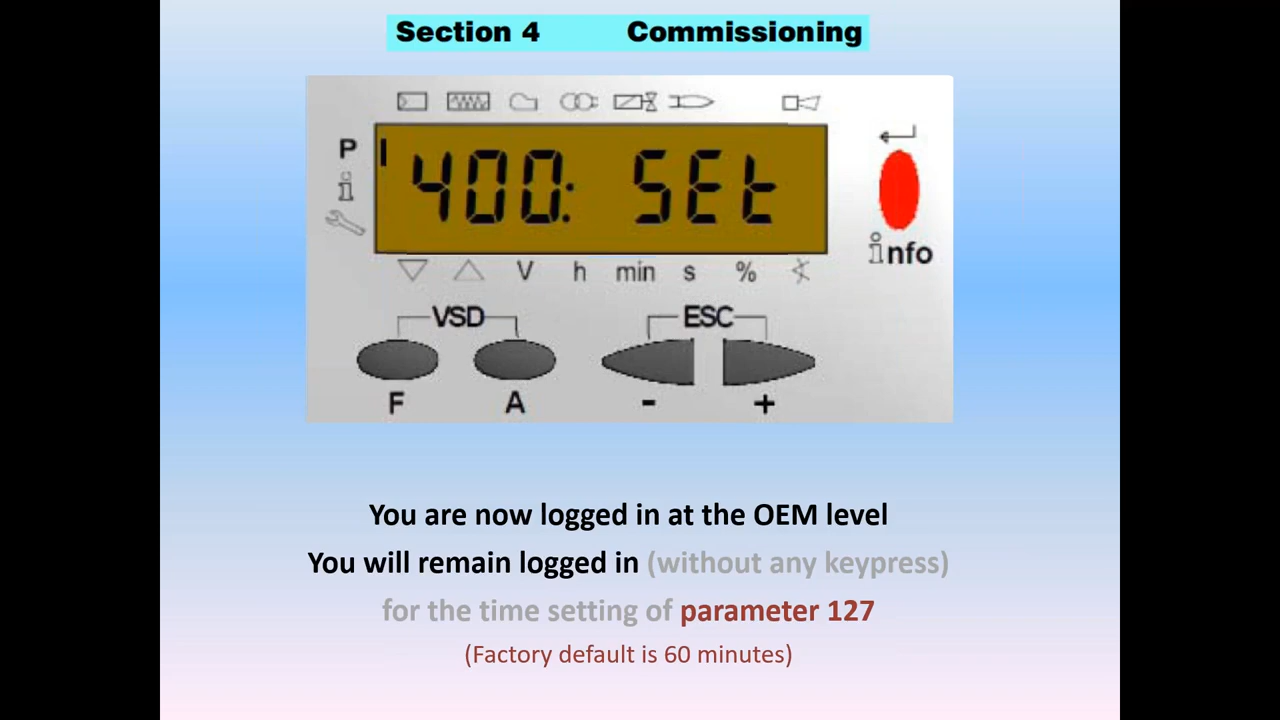 Section 4 Commissioning
P
400: SEt
i
info
V h min s %
VSD ESC
F A - +
You are now logged in at the OEM level
You will remain logged in (without any keypress)
for the time setting of parameter 127
(Factory default is 60 minutes)